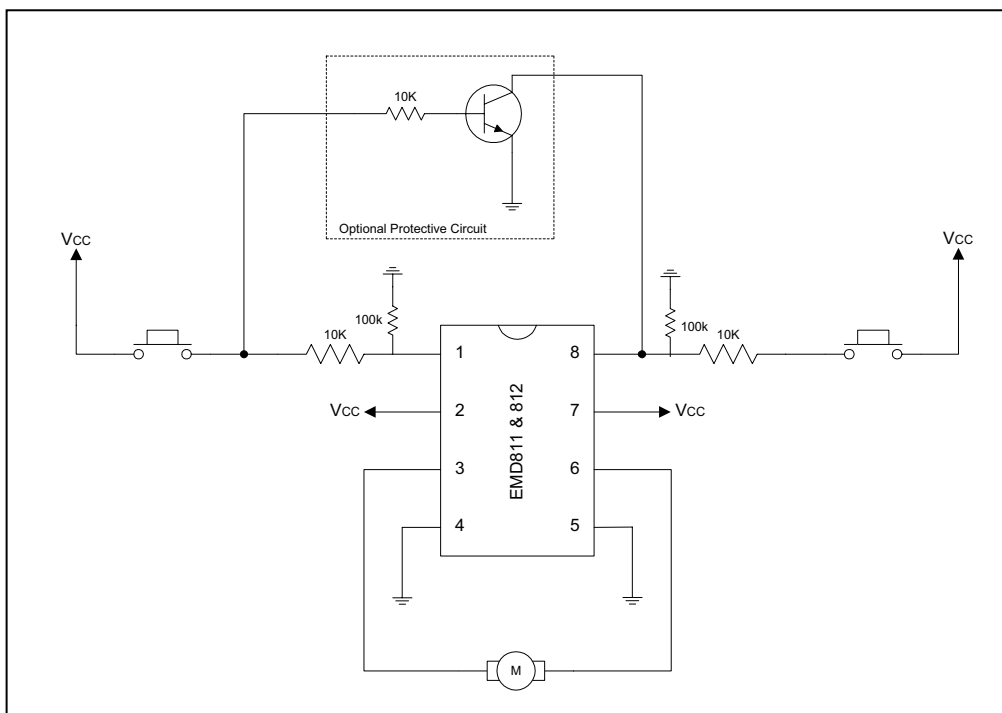 10K
Optional Protective Circuit
VCC
VCC
100k
10K
100k
10K
1
8
VCC
2
7
VCC
EMD811 & 812
3
6
4
5
M